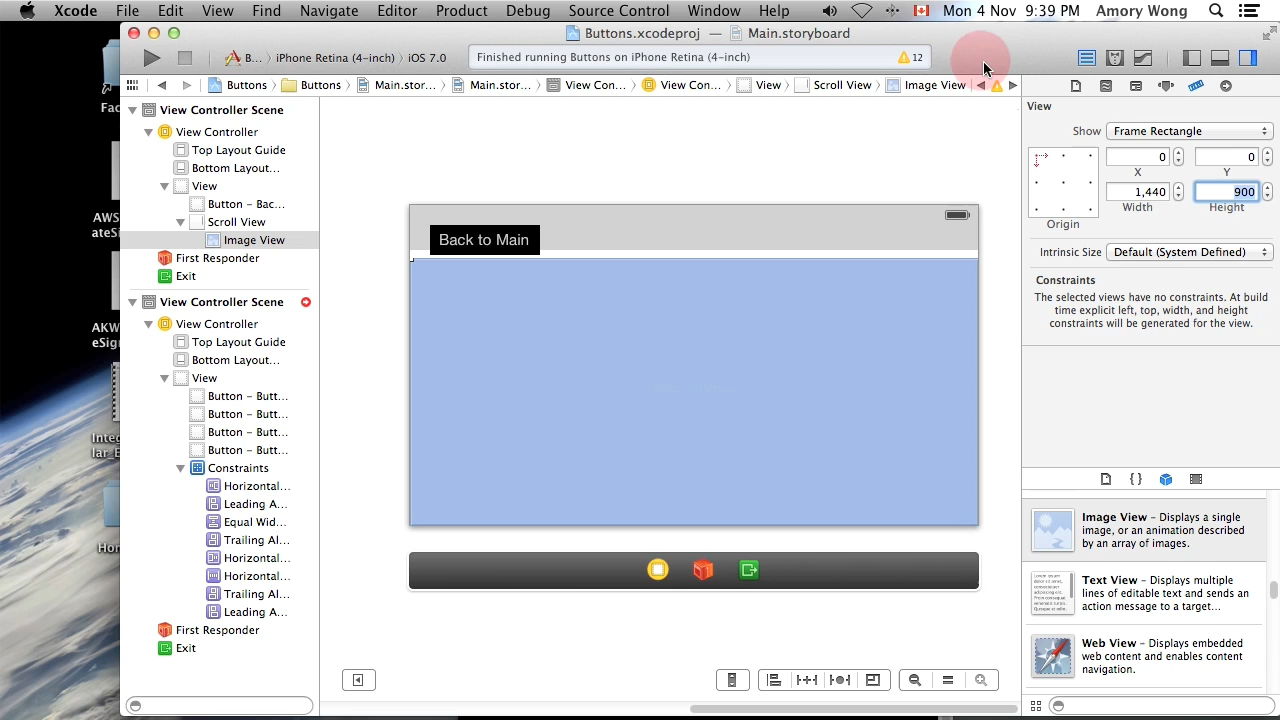 Xcode File Edit View Find Navigate Editor Product Debug Source Control Window Help Mon 4 Nov 9:39 PM Amory Wong
Buttons.xcodeproj — Main.storyboard
B... iPhone Retina (4-inch) iOS 7.0
Finished running Buttons on iPhone Retina (4-inch) 12
Buttons Buttons Main.stor... Main.stor... View Con... View Con... View Scroll View Image View
Fac
AWS
ateSi
AKW
eSig
Integ
lar_E
Hor
View Controller Scene
View Controller
Top Layout Guide
Bottom Layout...
View
Button - Bac...
Scroll View
Image View
First Responder
Exit
View Controller Scene
View Controller
Top Layout Guide
Bottom Layout...
View
Button - Butt...
Button - Butt...
Button - Butt...
Button - Butt...
Constraints
Horizontal...
Leading A...
Equal Wid...
Trailing Al...
Horizontal...
Horizontal...
Trailing Al...
Leading A...
First Responder
Exit
Back to Main
View
Show Frame Rectangle
0 0
X Y
1,440 900
Width Height
Origin
Intrinsic Size Default (System Defined)
Constraints
The selected views have no constraints. At build
time explicit left, top, width, and height
constraints will be generated for the view.
{ }
Image View - Displays a single
image, or an animation described
by an array of images.
Text View - Displays multiple
lines of editable text and sends an
action message to a target...
Web View - Displays embedded
web content and enables content
navigation.